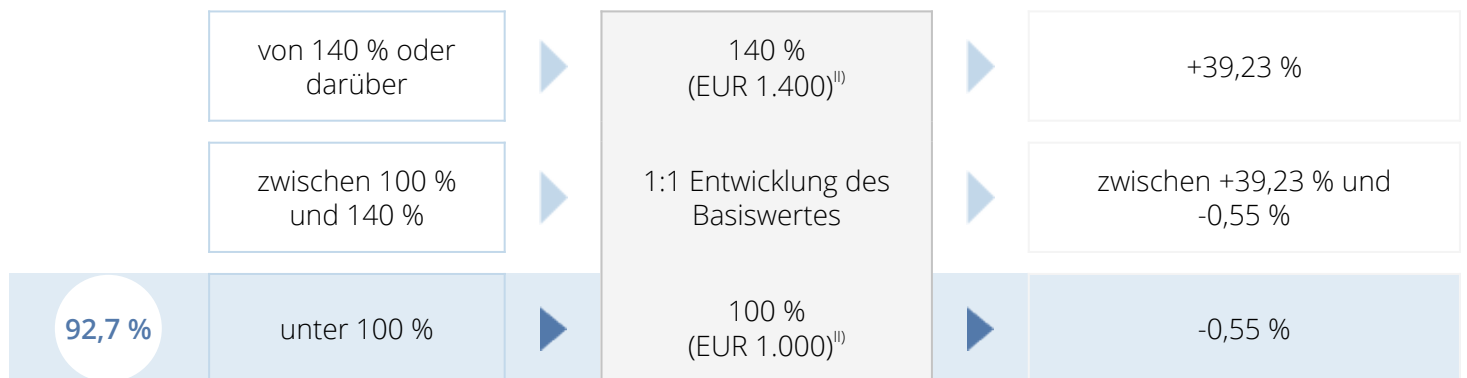 von 140 % oder
darüber
140 %
(EUR 1.400)II)
+39,23 %
zwischen 100 %
und 140 %
1:1 Entwicklung des
Basiswertes
zwischen +39,23 % und
-0,55 %
92,7 %
unter 100 %
100 %
(EUR 1.000)II)
-0,55 %